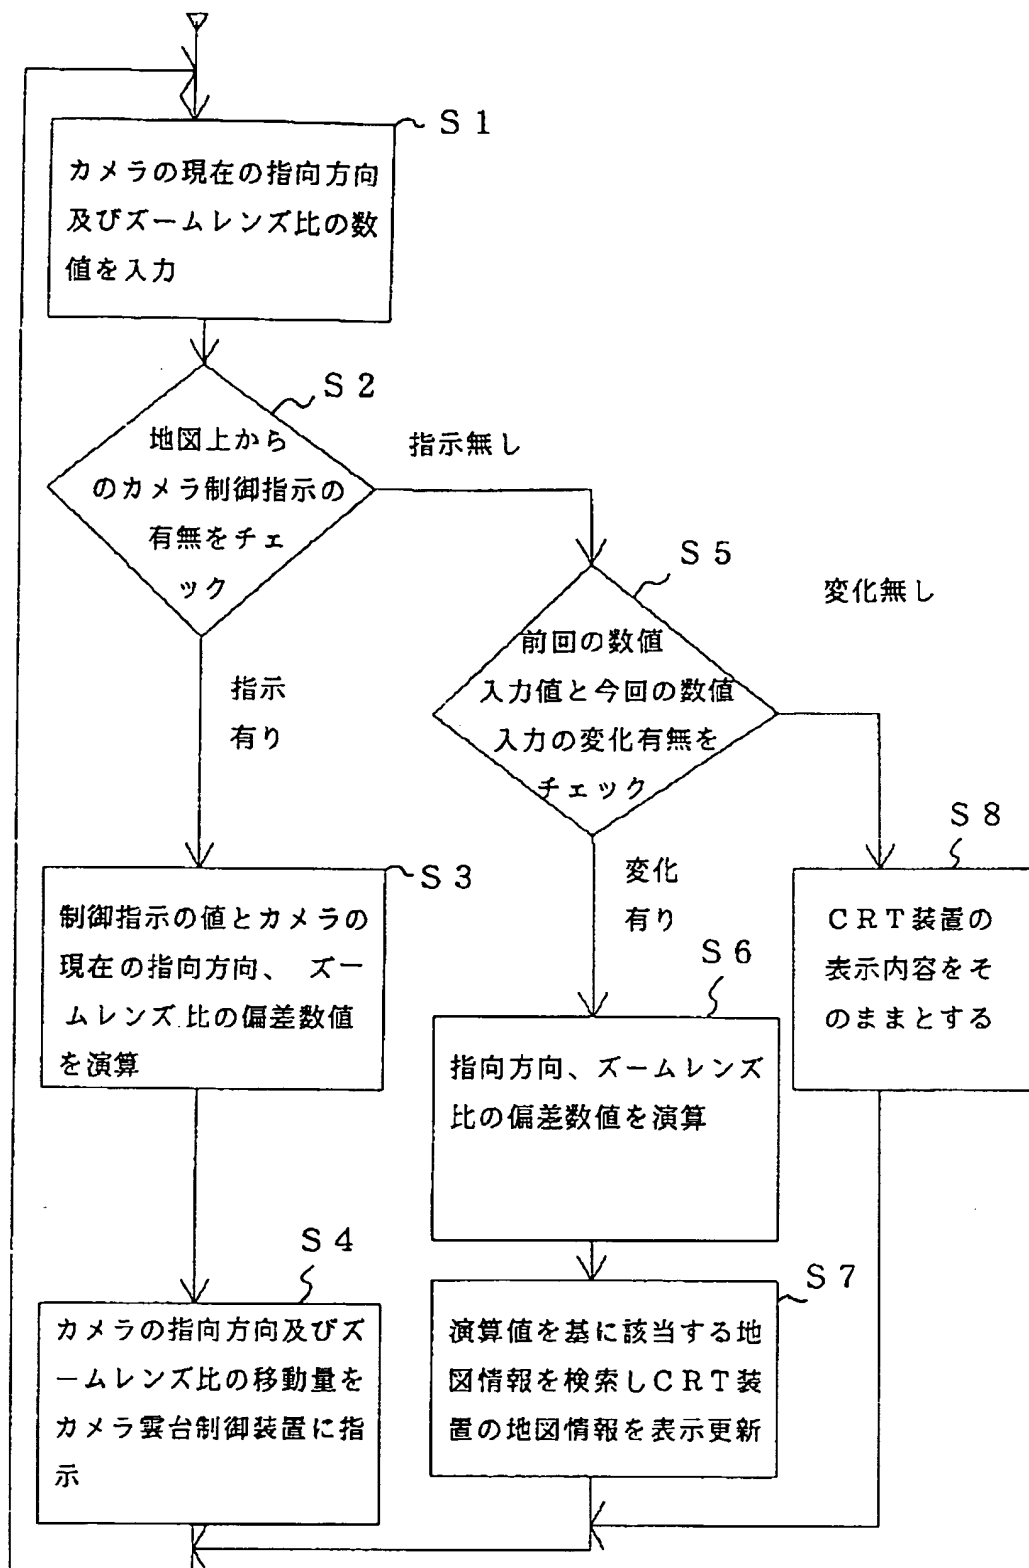 S1
カメラの現在の指向方向
及びズームレンズ比の数
値を入力
S2
地図上から
のカメラ制御指示の
有無をチェ
ック
指示無し
指示
有り
S3
制御指示の値とカメラの
現在の指向方向、 ズー
ムレンズ比の偏差数値
を演算
S4
カメラの指向方向及びズ
ームレンズ比の移動量を
カメラ雲台制御装置に指
示
S5
前回の数値
入力値と今回の数値
入力の変化有無を
チェック
変化無し
変化
有り
S6
指向方向、ズームレンズ
比の偏差数値を演算
S7
演算値を基に該当する地
図情報を検索しCRT装
置の地図情報を表示更新
S8
CRT装置の
表示内容をそ
のままとする